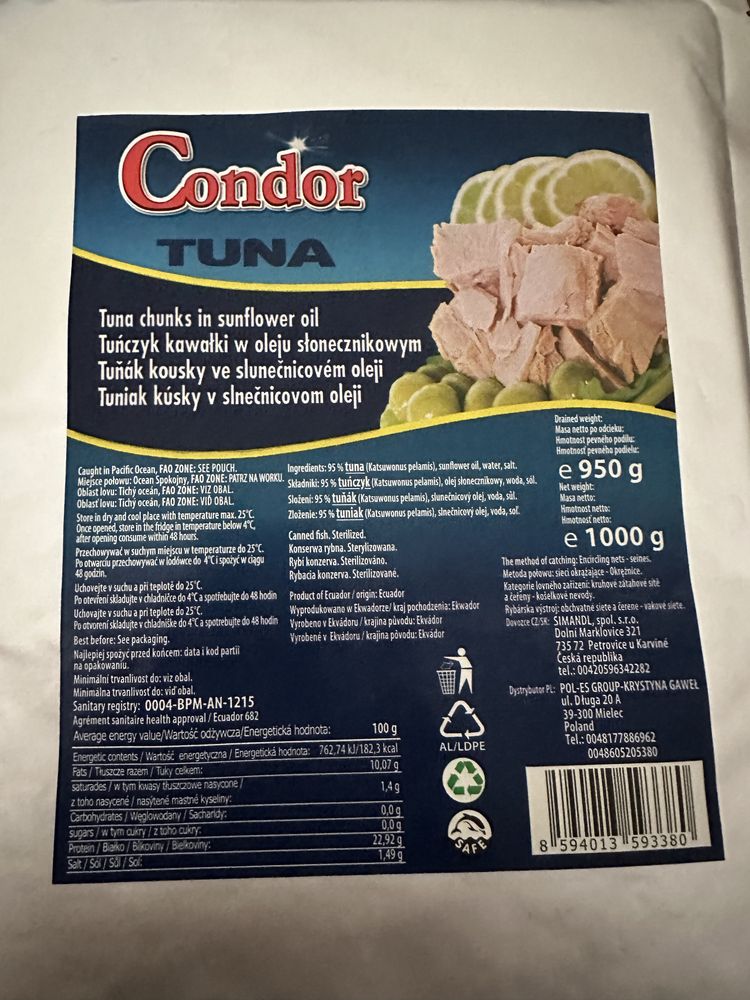 Condor
TUNA
Tuna chunks in sunflower oil
Tuńczyk kawałki w oleju słonecznikowym
Tuňák kousky ve slunečnicovém oleji
Tuniak kúsky v slnečnicovom oleji
Caught in Pacific Ocean, FAO ZONE: SEE POUCH.
Miejsce połowu: Ocean Spokojny, FAO ZONE: PATRZ NA WORKU.
Oblast lovu: Tichý oceán, FAO ZONE: VIZ OBAL.
Oblasť lovu: Tichý oceán, FAO ZONE: VIĎ OBAL.
Store in dry and cool place with temperature max. 25°C.
Once opened, store in the fridge in temperature below 4°C,
after opening consume within 48 hours.
Przechowywać w suchym miejscu w temperaturze do 25°C.
Po otwarciu przechowywać w lodówce do 4°C i spożyć w ciągu
48 godzin.
Uchovejte v suchu a při teplotě do 25°C.
Po otevření skladujte v chladničce do 4°C a spotřebujte do 48 hodin
Uchovajte v suchu a pri teplote do 25°C.
Po otvorení skladujte v chladničke do 4°C a spotrebujte do 48 hodin
Best before: See packaging.
Najlepiej spożyć przed końcem: data i kod partii
na opakowaniu.
Minimální trvanlivost do: viz obal.
Minimálna trvanlivosť do: viď obal.
Sanitary registry: 0004-BPM-AN-1215
Agrément sanitaire health approval / Ecuador 682
Ingredients: 95 % tuna (Katsuwonus pelamis), sunflower oil, water, salt.
Składniki: 95 % tuńczyk (Katsuwonus pelamis), olej słonecznikowy, woda, sól.
Složení: 95 % tuňák (Katsuwonus pelamis), slunečnicový olej, voda, sůl.
Zloženie: 95 % tuniak (Katsuwonus pelamis), slnečnicový olej, voda, soľ.
Canned fish. Sterilized.
Konserwa rybna. Sterylizowana.
Rybí konzerva. Sterilizováno.
Rybacia konzerva. Sterilizované.
Product of Ecuador / origin: Ecuador
Wyprodukowano w Ekwadorze/ kraj pochodzenia: Ekwador
Vyrobeno v Ekvádoru / krajina původu: Ekvádor
Vyrobené v Ekvádoru / krajina pôvodu: Ekvádor
Drained weight:
Masa netto po odcieku:
Hmotnost pevného podílu:
Hmotnosť pevného podielu:
e 950 g
Net weight:
Masa netto:
Hmotnost netto:
Hmotnosť netto:
e 1000 g
The method of catching: Encircling nets - seines.
Metoda połowu: sieci okrążające - Okrężnice.
Kategorie lovného zařízení: kruhové zátahové sítě
a čeřeny - košelkové nevody.
Rybárska výstroj: obchvatné siete a čerene - vakové siete.
Dovozce CZ/SK: SIMANDL, spol. s.r.o.
Dolní Marklovice 321
735 72 Petrovice u Karviné
Česká republika
tel.: 00420596342282
Dystrybutor PL: POL-ES GROUP-KRYSTYNA GAWEŁ
ul. Długa 20 A
39-300 Mielec
Poland
Tel.: 0048177886962
0048605205380
Average energy value/Wartość odżywcza/Energetická hodnota: 100 g
Energetic contents / Wartość energetyczna / Energetická hodnota: 762,74 kJ/182,3 kcal
Fats / Tłuszcze razem / Tuky celkem: 10,07 g
saturades / w tym kwasy tłuszczowe nasycone /
z toho nasycené / nasýtené mastné kyseliny: 1,4 g
Carbohydrates / Węglowodany / Sacharidy: 0,0 g
sugars / w tym cukry / z toho cukry: 0,0 g
Protein / Białko / Bílkoviny / Bielkoviny: 22,92 g
Salt / Sól / Sůl / Soľ: 1,49 g
AL/LDPE
SAFE
8 594013 593380